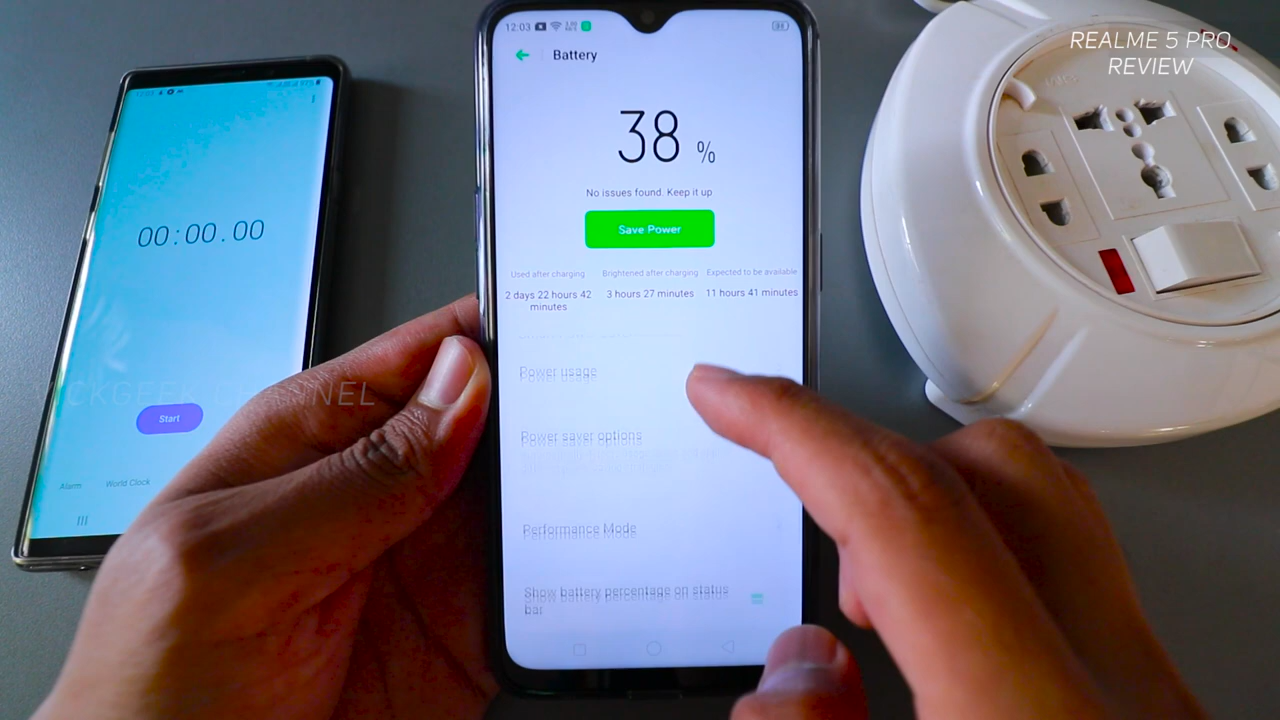 REALME 5 PRO
REVIEW
12:03
Battery
38 %
No issues found. Keep it up
Save Power
Used after charging
2 days 22 hours 42
minutes
Brightened after charging
3 hours 27 minutes
Expected to be available
11 hours 41 minutes
Power usage
Power saver options
Performance Mode
Show battery percentage on status
bar
00:00.00
Start
Alarm
World Clock
CKGEEK CHANNEL